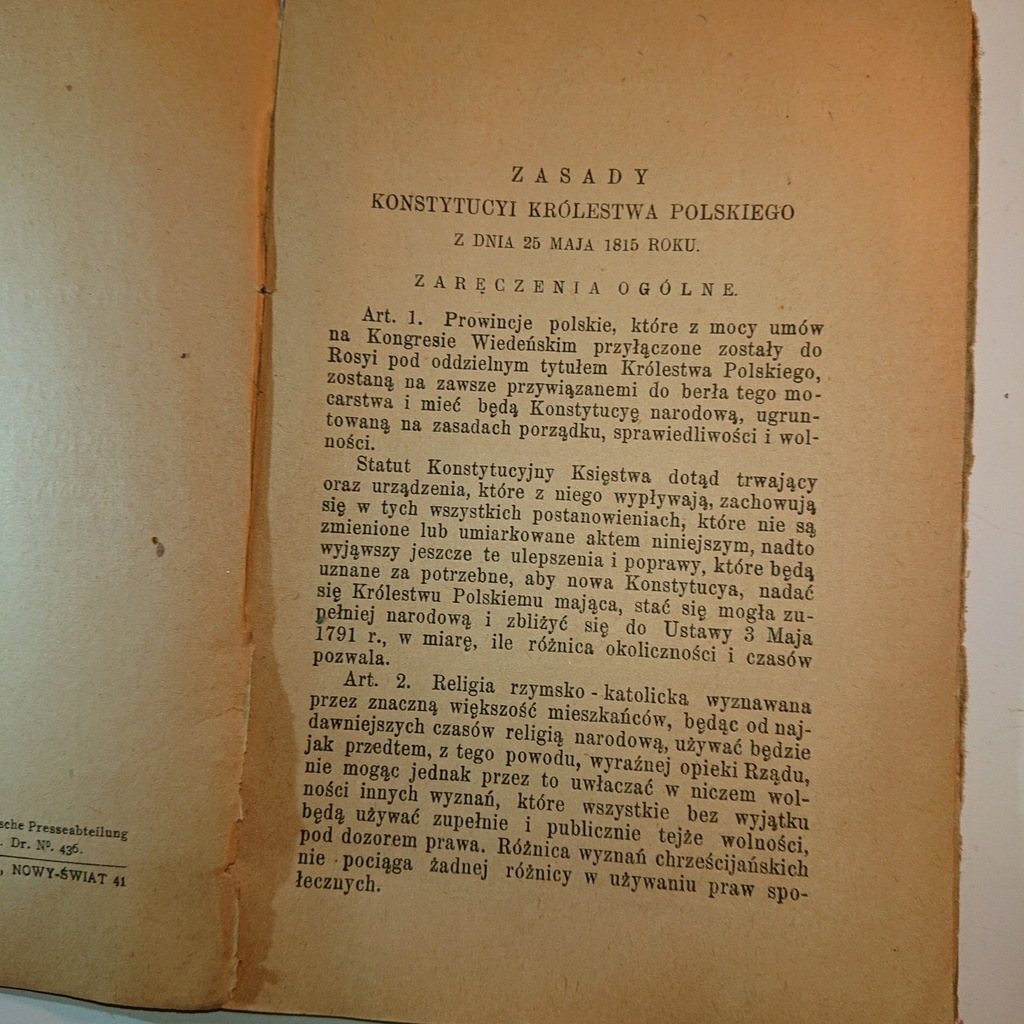 sche Presseabteilung
. Dr. Nº. 436.
, NOWY-ŚWIAT 41
ZASADY
KONSTYTUCYI KRÓLESTWA POLSKIEGO
Z DNIA 25 MAJA 1815 ROKU.
ZARĘCZENIA OGÓLNE.
Art. 1. Prowincje polskie, które z mocy umów
na Kongresie Wiedeńskim przyłączone zostały do
Rosyi pod oddzielnym tytułem Królestwa Polskiego,
zostaną na zawsze przywiązanemi do berła tego mo-
carstwa i mieć będą Konstytucyę narodową, ugrun-
towaną na zasadach porządku, sprawiedliwości i wol-
ności.
Statut Konstytucyjny Księstwa dotąd trwający
oraz urządzenia, które z niego wypływają, zachowują
się w tych wszystkich postanowieniach, które nie są
zmienione lub umiarkowane aktem niniejszym, nadto
wyjąwszy jeszcze te ulepszenia i poprawy, które będą
uznane za potrzebne, aby nowa Konstytucya, nadać
się Królestwu Polskiemu mająca, stać się mogła zu-
pełniej narodową i zbliżyć się do Ustawy 3 Maja
1791 r., w miarę, ile różnica okoliczności i czasów
pozwala.
Art. 2. Religia rzymsko-katolicka wyznawana
przez znaczną większość mieszkańców, będąc od naj-
dawniejszych czasów religią narodową, używać będzie
jak przedtem, z tego powodu, wyraźnej opieki Rządu,
nie mogąc jednak przez to uwłaczać w niczem wol-
ności innych wyznań, które wszystkie bez wyjątku
będą używać zupełnie i publicznie tejże wolności,
pod dozorem prawa. Różnica wyznań chrześcijańskich
nie pociąga żadnej różnicy w używaniu praw spo-
łecznych.